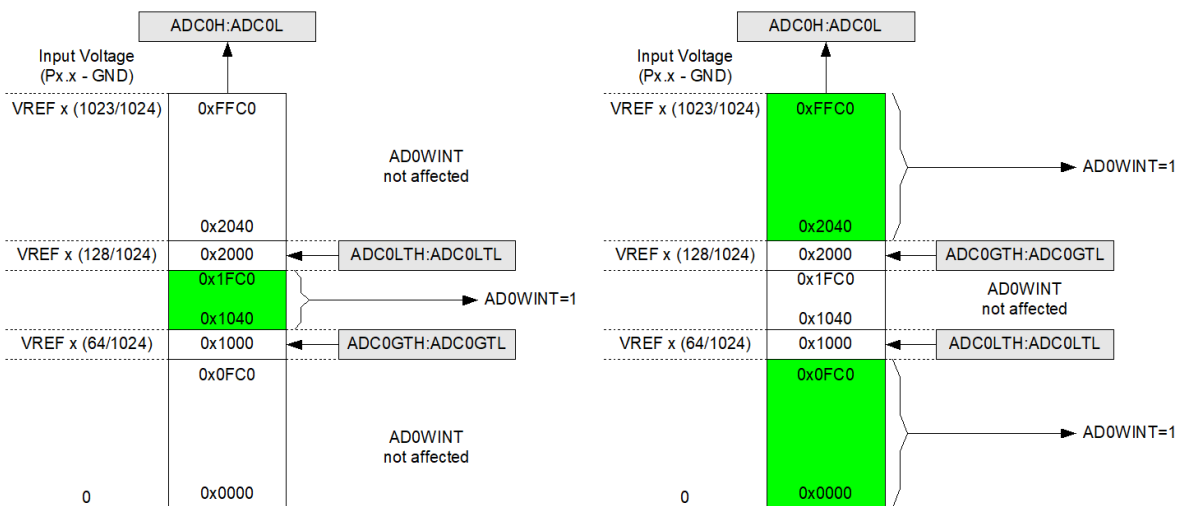 ADC0H:ADC0L
Input Voltage
(Px.x - GND)
VREF x (1023/1024)
0xFFC0
AD0WINT
not affected
0x2040
VREF x (128/1024)
0x2000
ADC0LTH:ADC0LTL
0x1FC0
AD0WINT=1
0x1040
VREF x (64/1024)
0x1000
ADC0GTH:ADC0GTL
0x0FC0
AD0WINT
not affected
0
0x0000
ADC0H:ADC0L
Input Voltage
(Px.x - GND)
VREF x (1023/1024)
0xFFC0
AD0WINT=1
0x2040
VREF x (128/1024)
0x2000
ADC0GTH:ADC0GTL
0x1FC0
AD0WINT
not affected
0x1040
VREF x (64/1024)
0x1000
ADC0LTH:ADC0LTL
0x0FC0
AD0WINT=1
0
0x0000